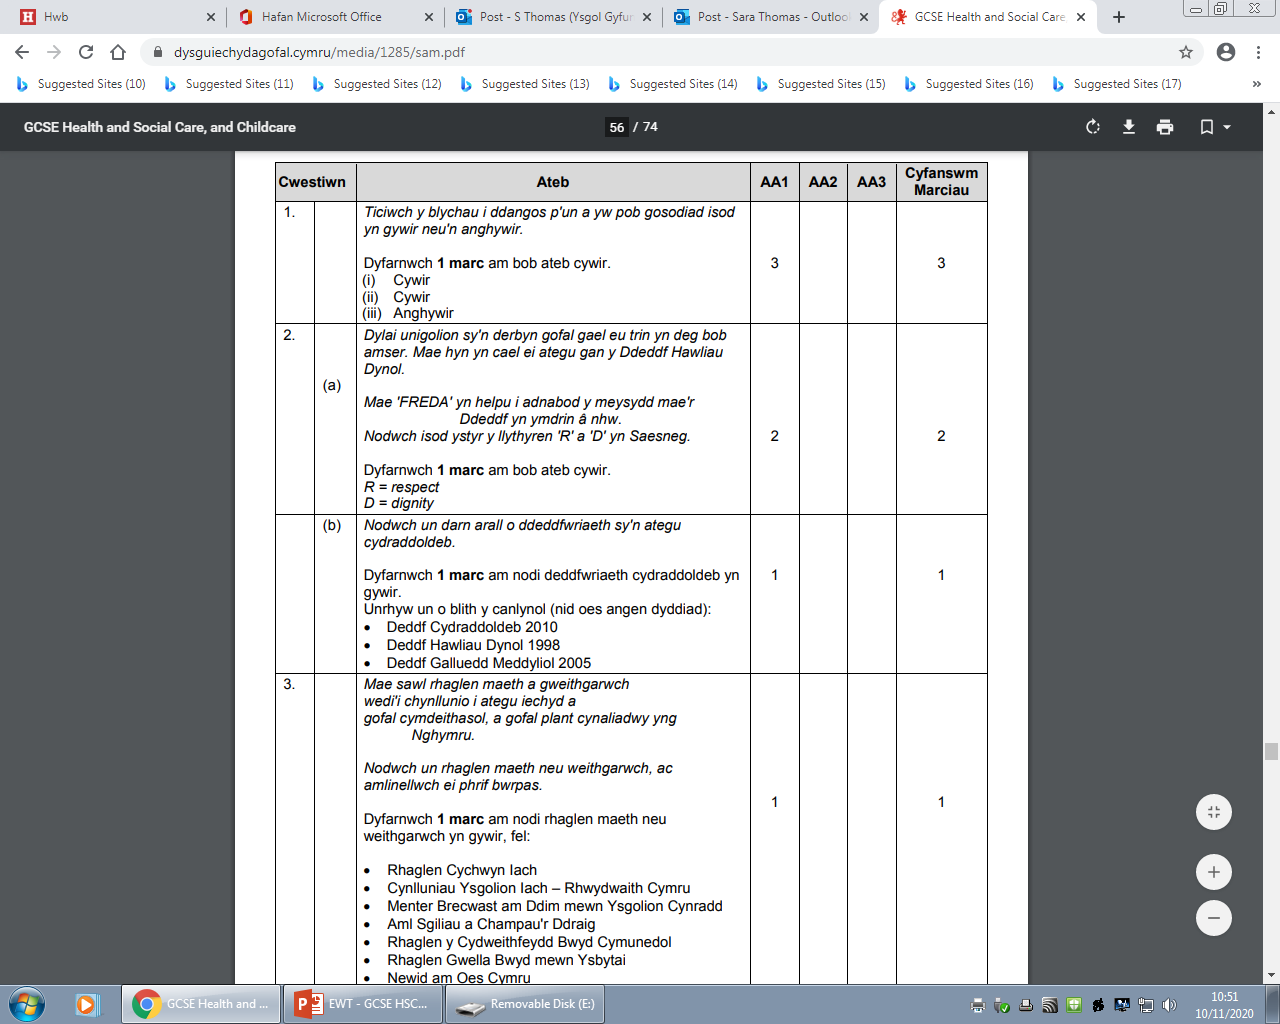 Hwb
Hafan Microsoft Office
Post - S Thomas (Ysgol Gyfun
Post - Sara Thomas - Outlook
GCSE Health and Social Care
dysguiechydagofal.cymru/media/1285/sam.pdf
Suggested Sites (10)
Suggested Sites (11)
Suggested Sites (12)
Suggested Sites (13)
Suggested Sites (14)
Suggested Sites (15)
Suggested Sites (16)
Suggested Sites (17)
GCSE Health and Social Care, and Childcare
56 / 74
Cwestiwn Ateb AA1 AA2 AA3 Cyfanswm
Marciau
1. Ticiwch y blychau i ddangos p'un a yw pob gosodiad isod
yn gywir neu'n anghywir.
Dyfarnwch 1 marc am bob ateb cywir. 3 3
(i) Cywir
(ii) Cywir
(iii) Anghywir
2. Dylai unigolion sy'n derbyn gofal gael eu trin yn deg bob
amser. Mae hyn yn cael ei ategu gan y Ddeddf Hawliau
Dynol.
(a)
Mae 'FREDA' yn helpu i adnabod y meysydd mae'r
Ddeddf yn ymdrin â nhw.
Nodwch isod ystyr y llythyren 'R' a 'D' yn Saesneg. 2 2
Dyfarnwch 1 marc am bob ateb cywir.
R = respect
D = dignity
(b) Nodwch un darn arall o ddeddfwriaeth sy'n ategu
cydraddoldeb.
Dyfarnwch 1 marc am nodi deddfwriaeth cydraddoldeb yn 1 1
gywir.
Unrhyw un o blith y canlynol (nid oes angen dyddiad):
• Deddf Cydraddoldeb 2010
• Deddf Hawliau Dynol 1998
• Deddf Galluedd Meddyliol 2005
3. Mae sawl rhaglen maeth a gweithgarwch
wedi'i chynllunio i ategu iechyd a
gofal cymdeithasol, a gofal plant cynaliadwy yng
Nghymru.
Nodwch un rhaglen maeth neu weithgarwch, ac
amlinellwch ei phrif bwrpas.
1 1
Dyfarnwch 1 marc am nodi rhaglen maeth neu
weithgarwch yn gywir, fel:
• Rhaglen Cychwyn Iach
• Cynlluniau Ysgolion Iach – Rhwydwaith Cymru
• Menter Brecwast am Ddim mewn Ysgolion Cynradd
• Aml Sgiliau a Champau'r Ddraig
• Rhaglen y Cydweithfeydd Bwyd Cymunedol
• Rhaglen Gwella Bwyd mewn Ysbytai
• Newid am Oes Cymru
GCSE Health and ...
EWT - GCSE HSC...
Removable Disk (E:)
10:51
10/11/2020